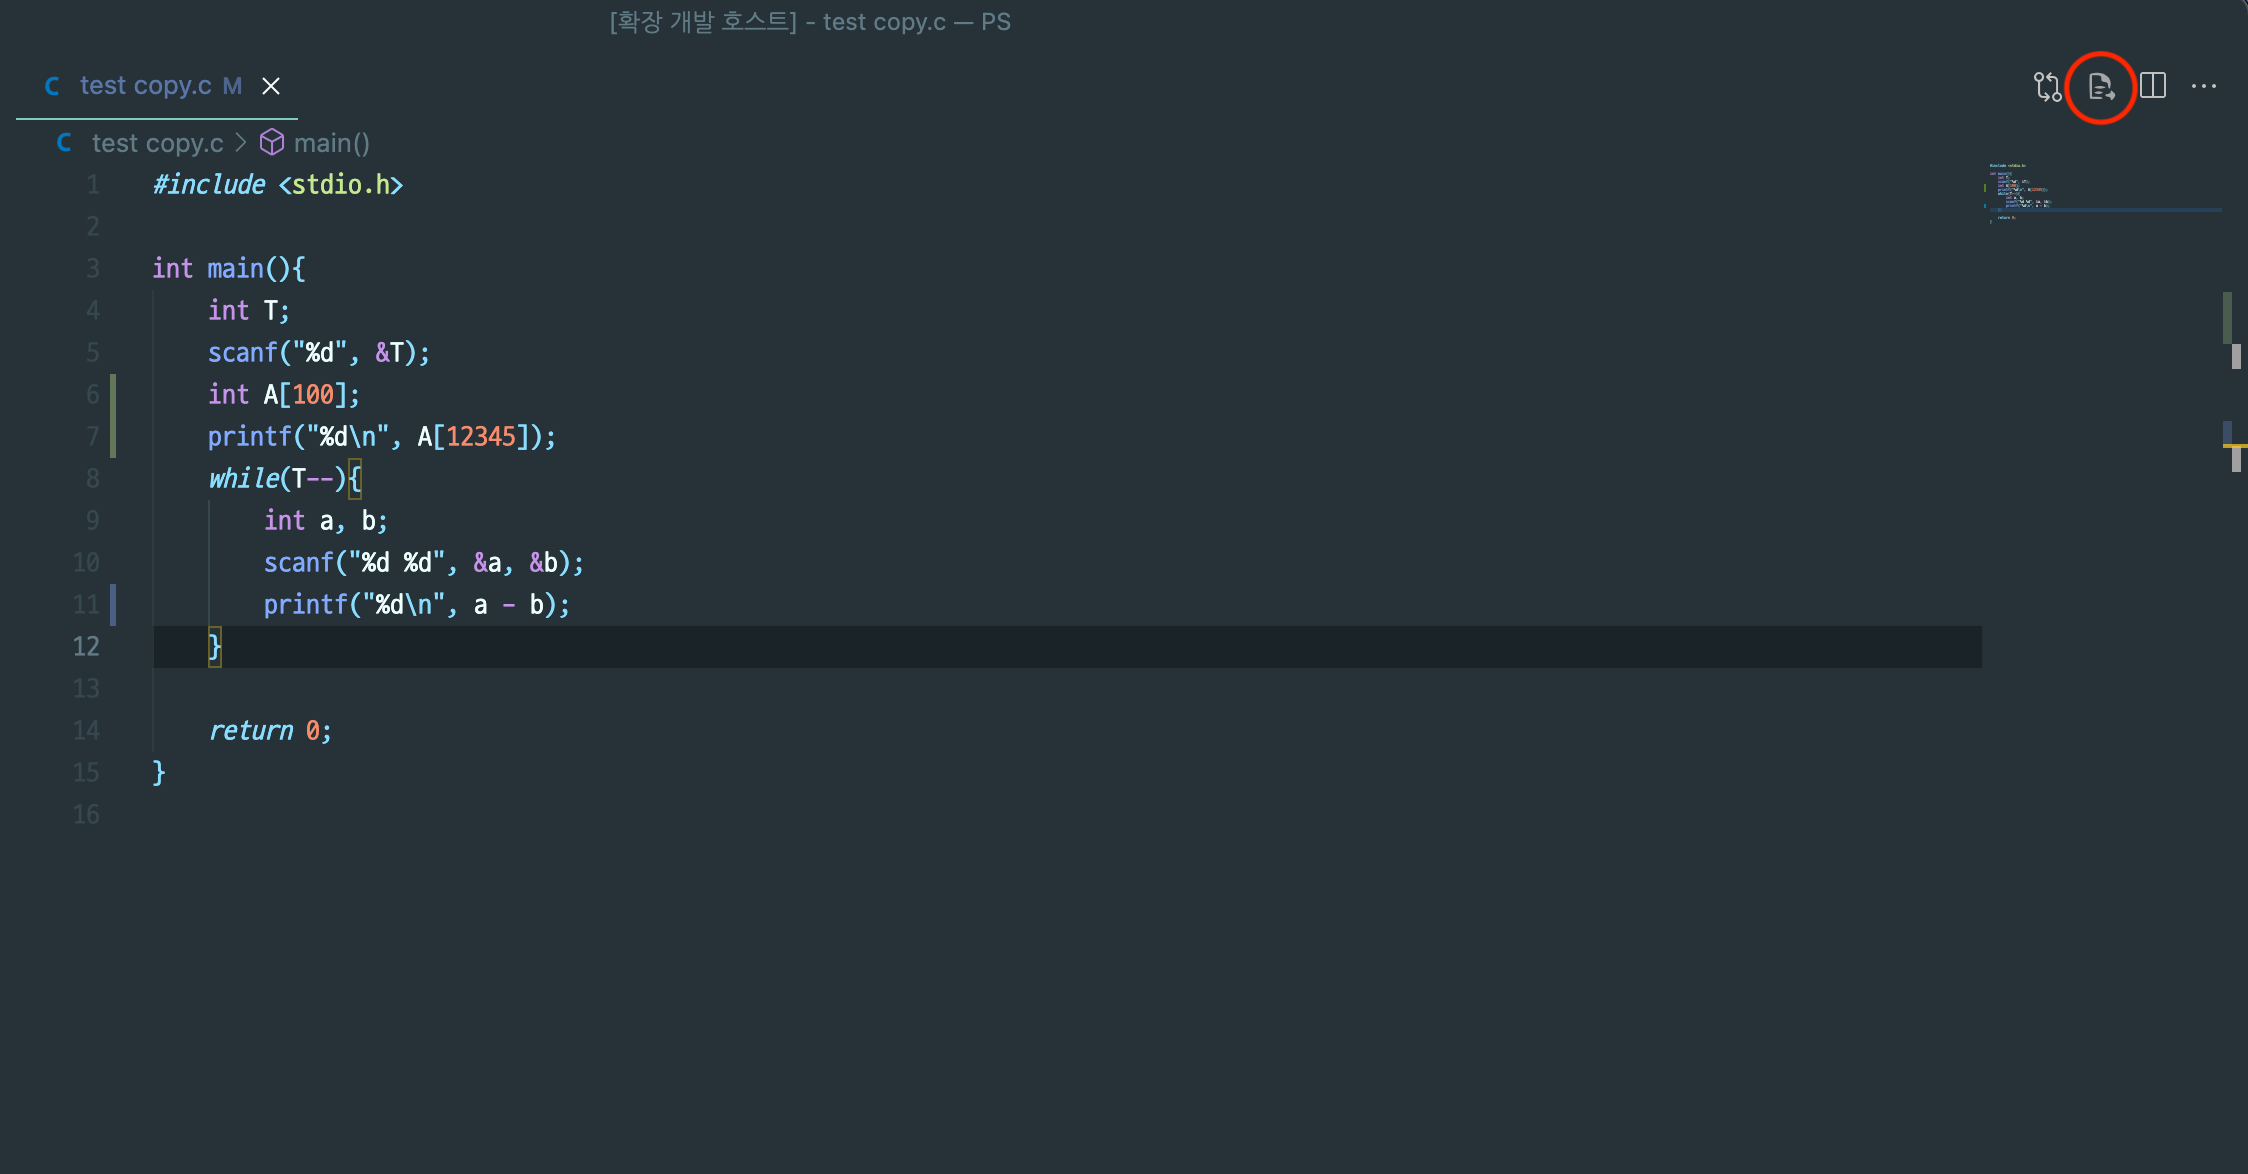 [확장 개발 호스트] - test copy.c — PS
C test copy.c M
C test copy.c > main()
1 #include <stdio.h>
2
3 int main(){
4     int T;
5     scanf("%d", &T);
6     int A[100];
7     printf("%d\n", A[12345]);
8     while(T--){
9         int a, b;
10         scanf("%d %d", &a, &b);
11         printf("%d\n", a - b);
12     }
13
14     return 0;
15 }
16